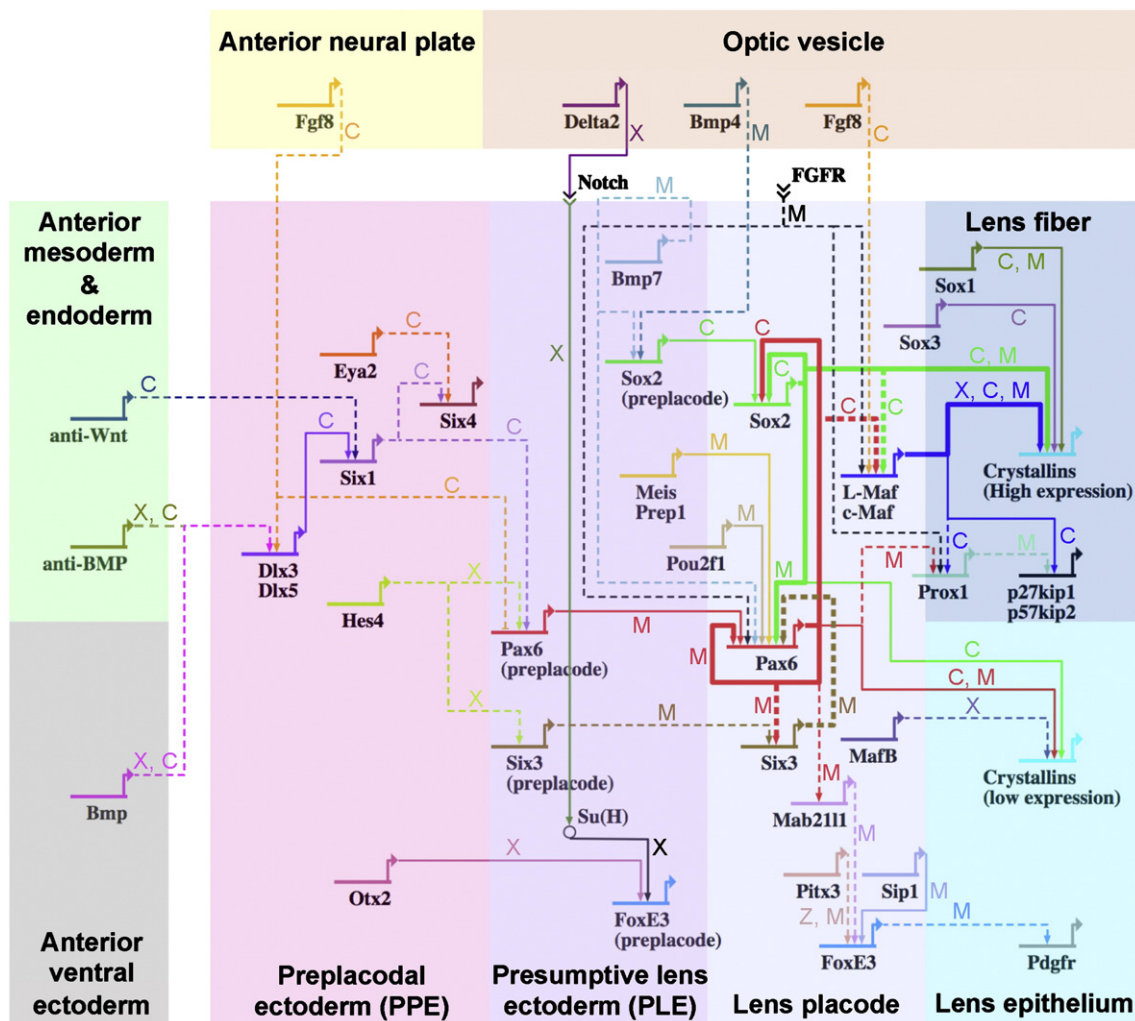 Anterior neural plate
Optic vesicle
Fgf8
C
Delta2
X
Bmp4
M
Fgf8
C
Notch
M
FGFR
M
Anterior
mesoderm
&
endoderm
Lens fiber
Bmp7
Sox1
C, M
Sox3
C
Eya2
C
X
Sox2
(preplacode)
C
C
C
Sox2
C, M
X, C, M
C
anti-Wnt
C
Six4
C
Six1
C
C
C
L-Maf
c-Maf
Crystallins
(High expression)
C
M
Meis
Prep1
X, C
anti-BMP
Dlx3
Dlx5
M
Pou2f1
C
C
M
M
Prox1
p27kip1
p57kip2
Hes4
X
Pax6
(preplacode)
M
M
Pax6
C
C, M
X
M
M
M
X
Six3
(preplacode)
Six3
MafB
Crystallins
(low expression)
X, C
Bmp
M
Mab21l1
Su(H)
X
X
M
Otx2
Pitx3
Sip1
M
FoxE3
(preplacode)
Z, M
M
FoxE3
Pdgfr
Anterior
ventral
ectoderm
Preplacodal
ectoderm (PPE)
Presumptive lens
ectoderm (PLE)
Lens placode
Lens epithelium